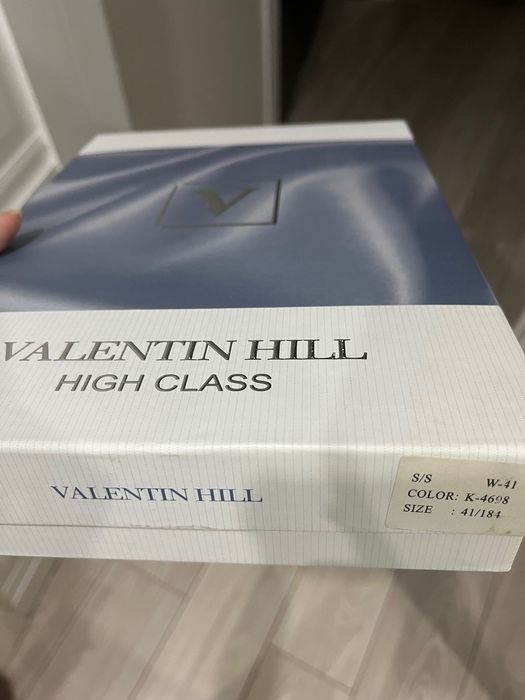 V
VALENTIN HILL
HIGH CLASS
VALENTIN HILL
S/S W-41
COLOR: K-4698
SIZE : 41/184